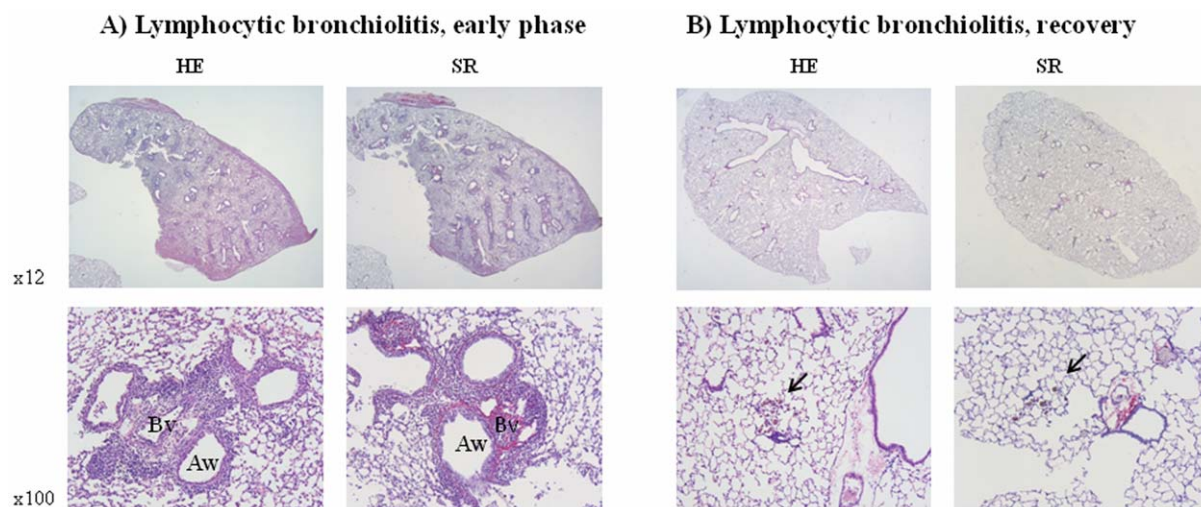 A) Lymphocytic bronchiolitis, early phase
B) Lymphocytic bronchiolitis, recovery
HE
SR
HE
SR
x12
x100
Bv
Aw
Aw
Bv